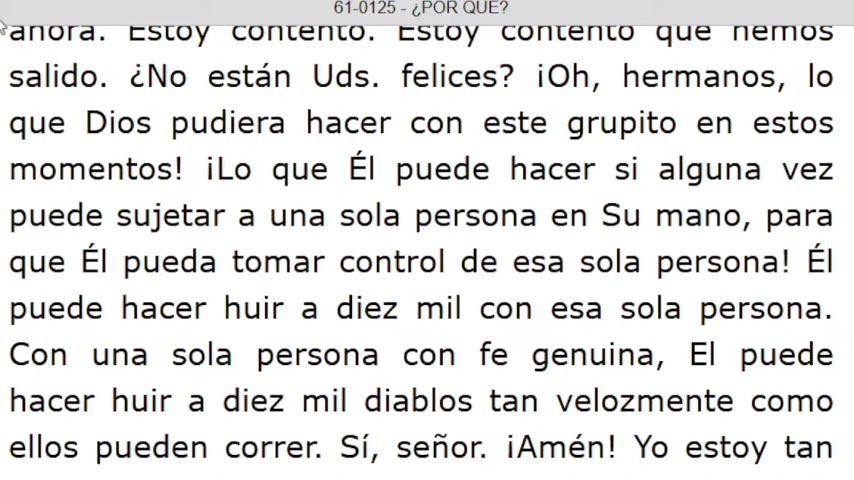 61-0125 - ¿POR QUE?
ahora. Estoy contento. Estoy contento que hemos
salido. ¿No están Uds. felices? ¡Oh, hermanos, lo
que Dios pudiera hacer con este grupito en estos
momentos! ¡Lo que Él puede hacer si alguna vez
puede sujetar a una sola persona en Su mano, para
que Él pueda tomar control de esa sola persona! Él
puede hacer huir a diez mil con esa sola persona.
Con una sola persona con fe genuina, El puede
hacer huir a diez mil diablos tan velozmente como
ellos pueden correr. Sí, señor. ¡Amén! Yo estoy tan